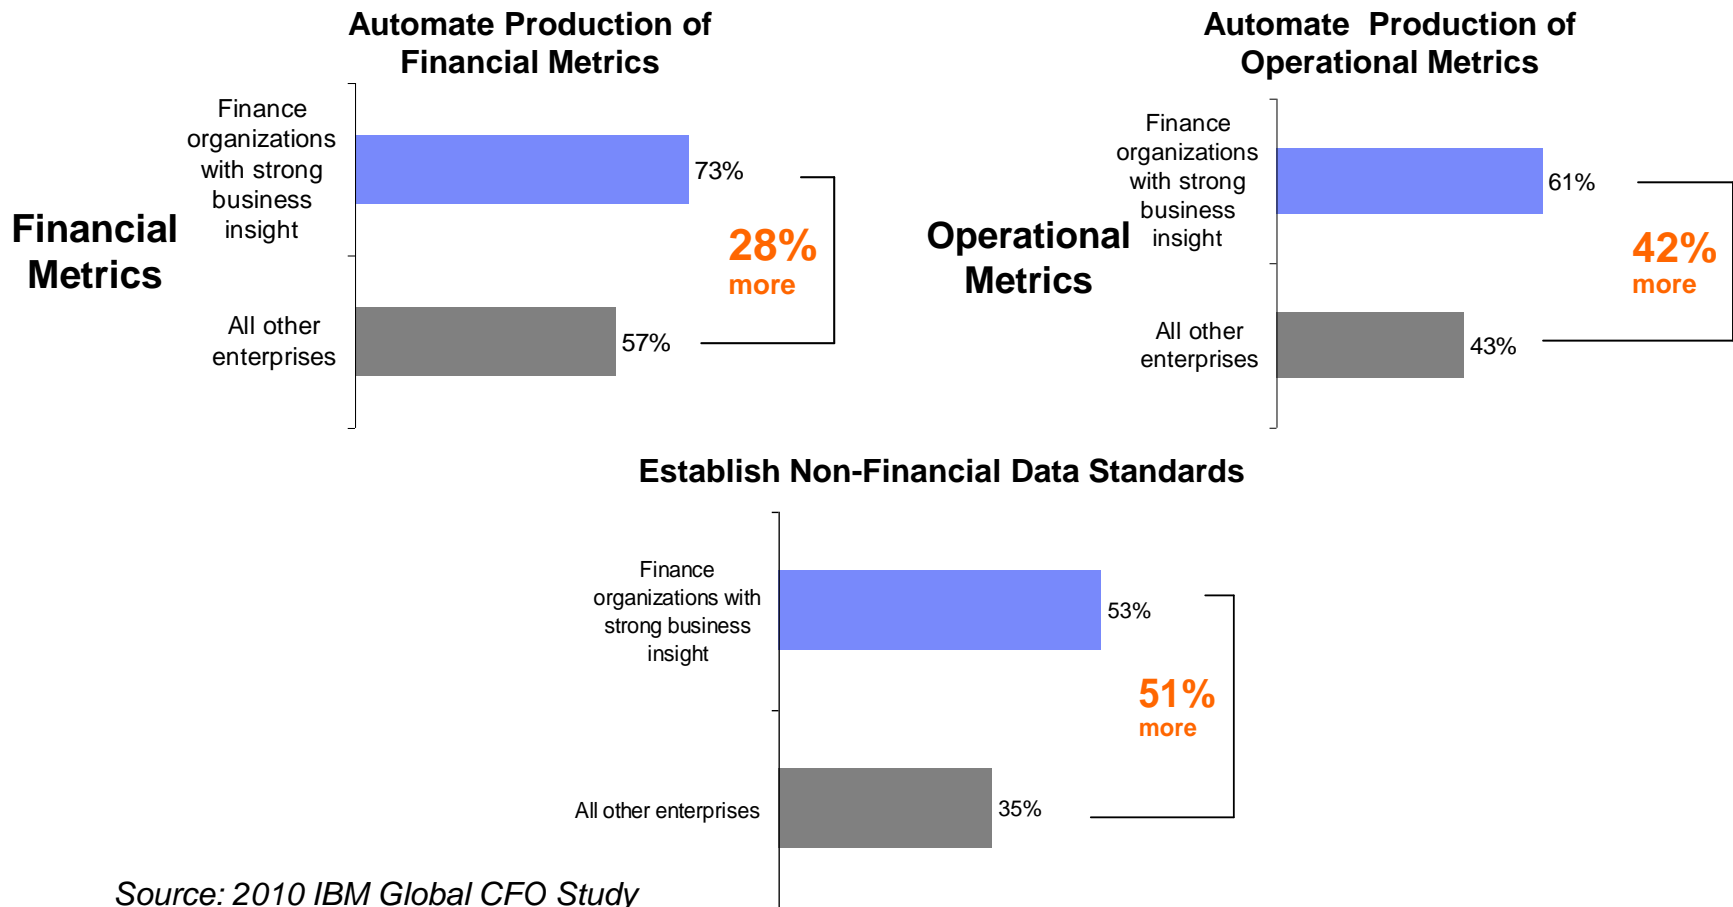 Automate Production of
Financial Metrics
Financial
Metrics
Finance
organizations
with strong
business
insight
73%
28%
more
All other
enterprises
57%
Automate Production of
Operational Metrics
Operational
Metrics
Finance
organizations
with strong
business
insight
61%
42%
more
All other
enterprises
43%
Establish Non-Financial Data Standards
Finance
organizations with
strong business
insight
53%
51%
more
All other enterprises
35%
Source: 2010 IBM Global CFO Study